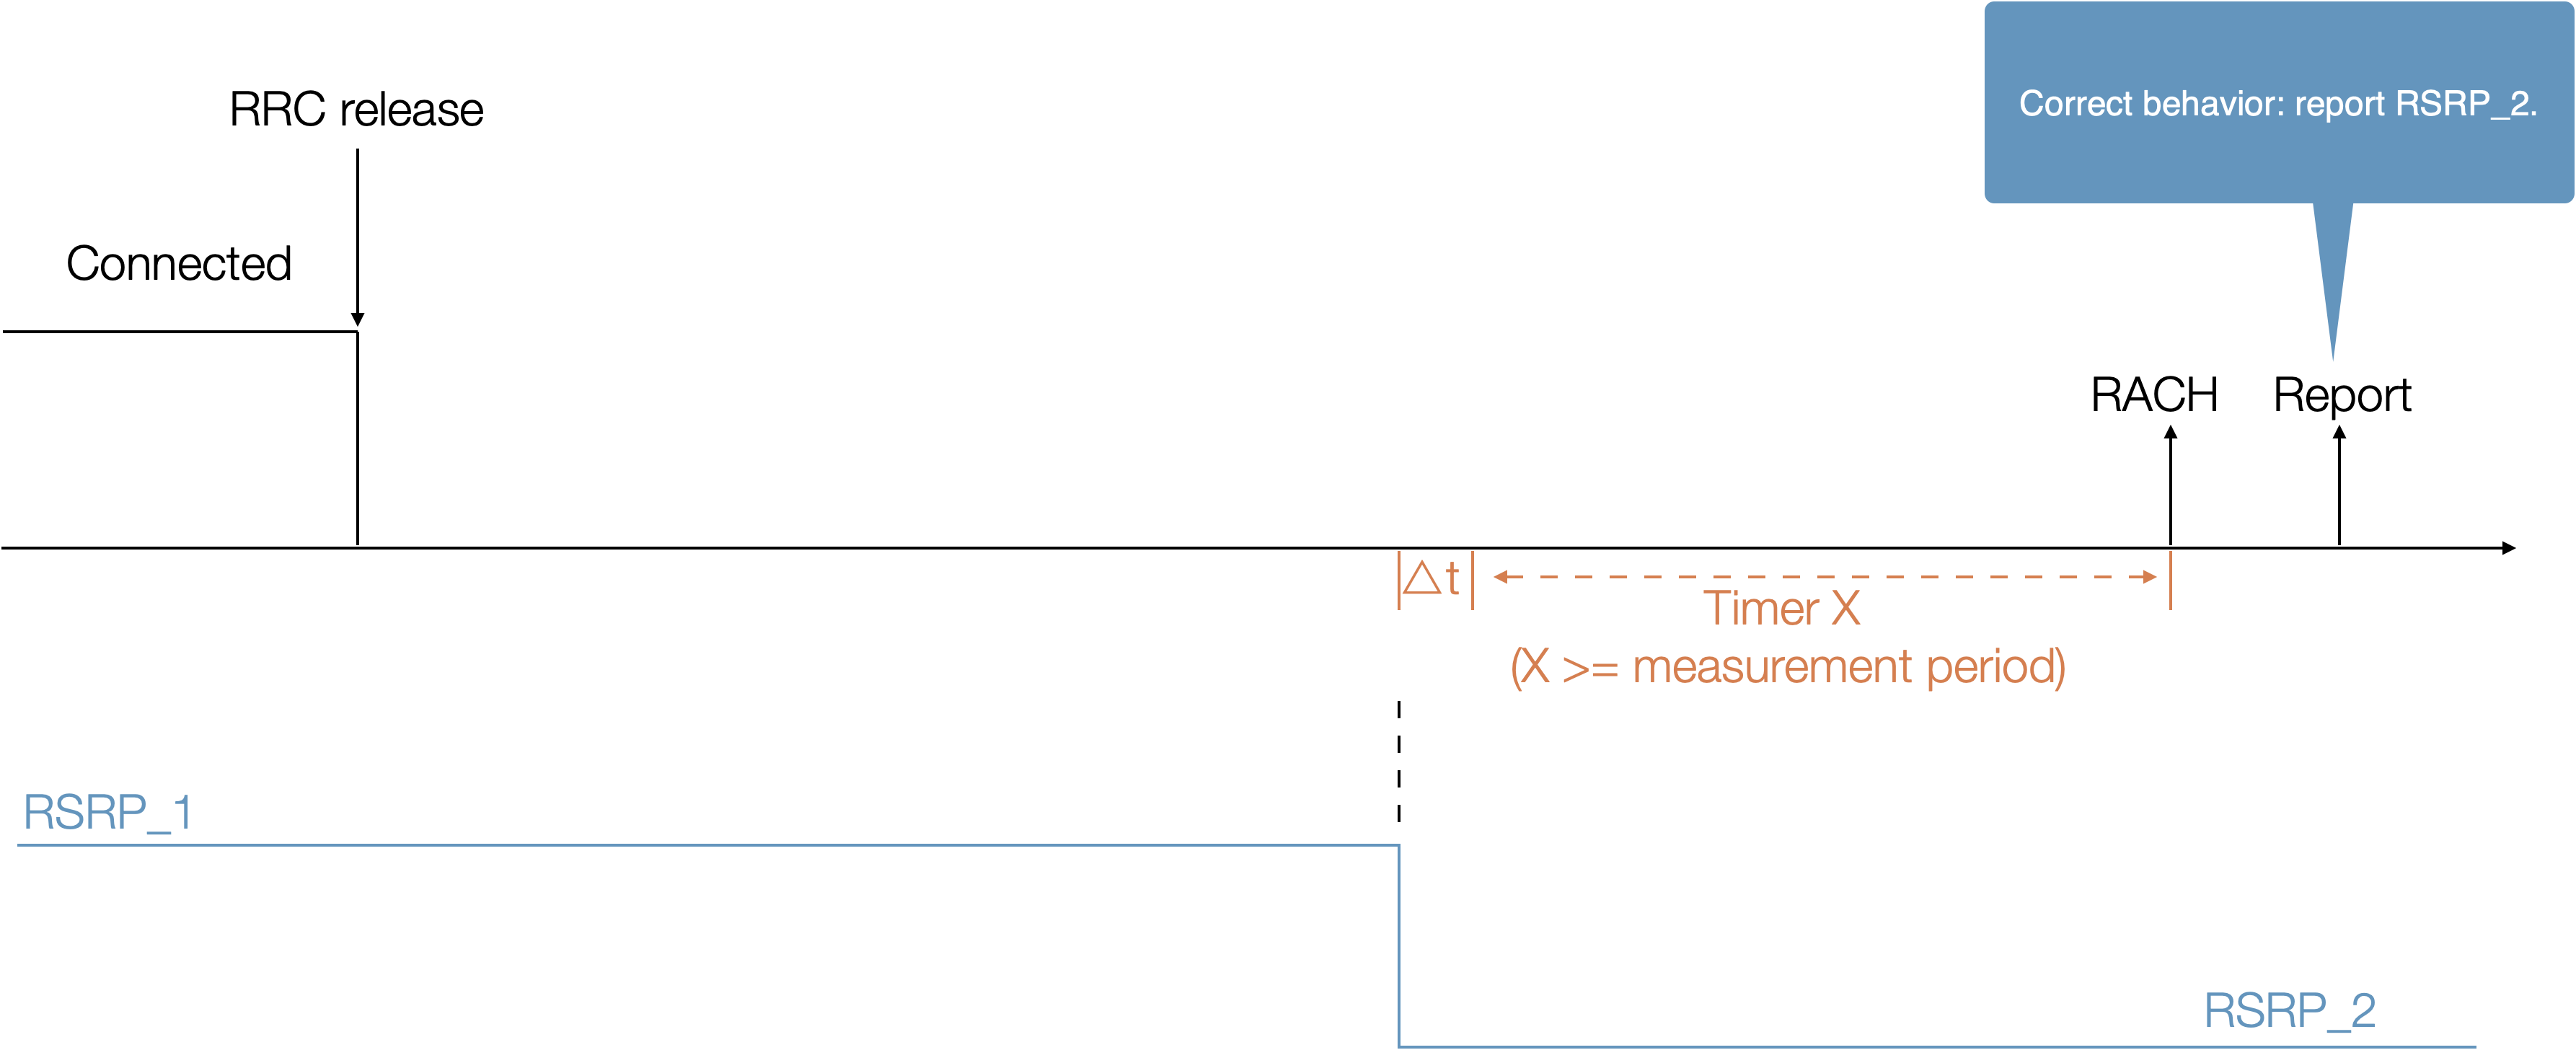 Correct behavior: report RSRP_2.
RRC release
Connected
RACH
Report
△t
Timer X
(X >= measurement period)
RSRP_1
RSRP_2